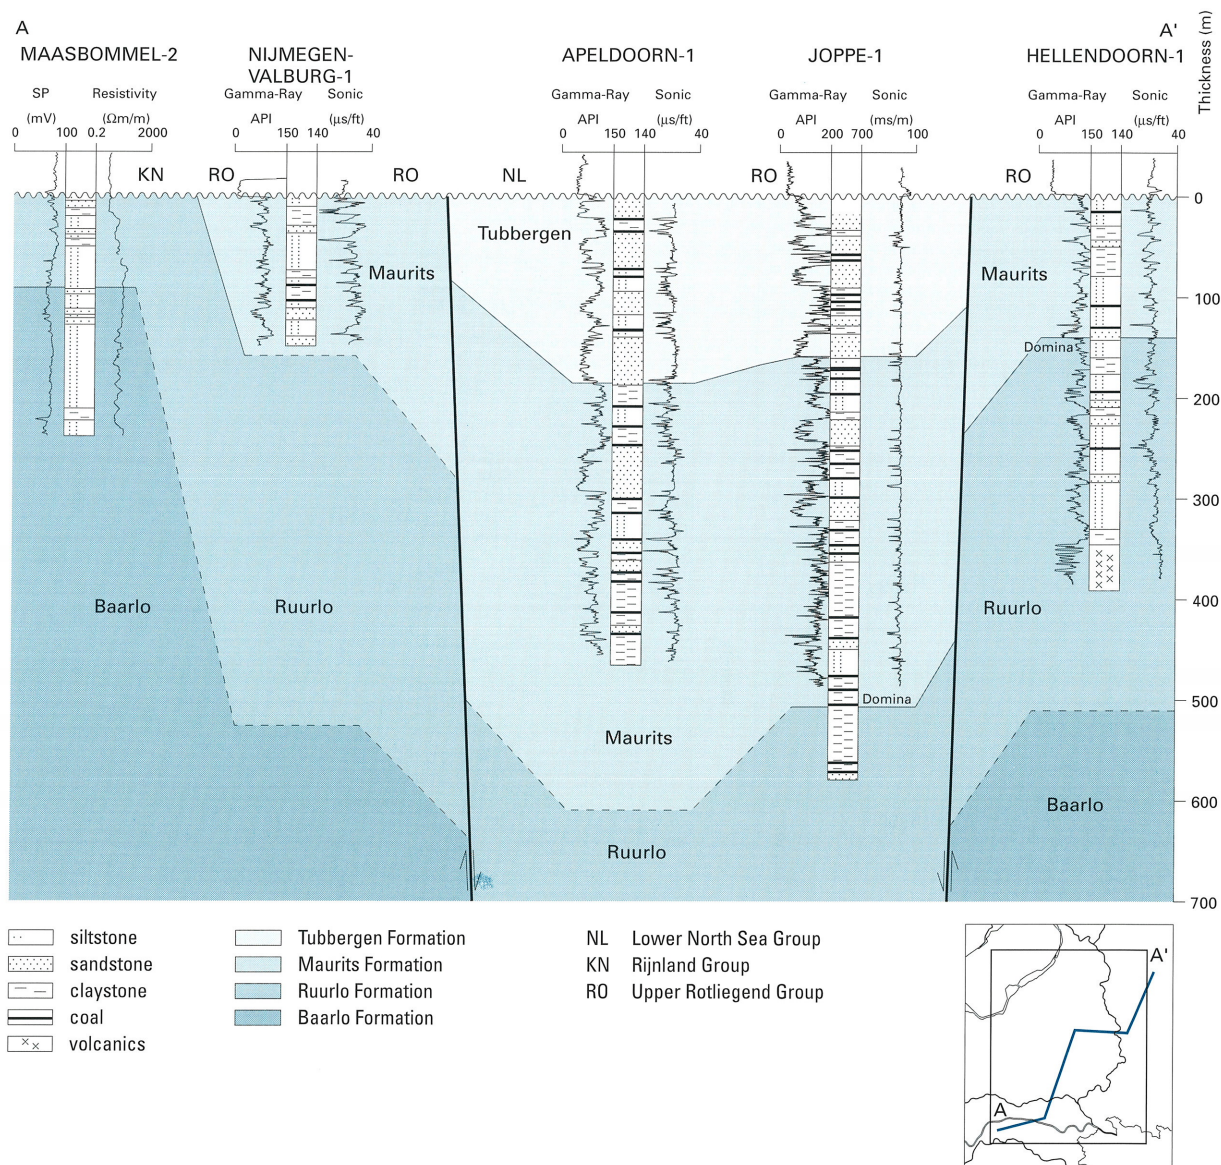 A
A'
MAASBOMMEL-2
NIJMEGEN-
VALBURG-1
APELDOORN-1
JOPPE-1
HELLENDOORN-1
Thickness (m)
SP
Resistivity
Gamma-Ray
Sonic
Gamma-Ray
Sonic
Gamma-Ray
Sonic
Gamma-Ray
Sonic
(mV)
(Ωm/m)
API
(µs/ft)
API
(µs/ft)
API
(ms/m)
API
(µs/ft)
0 100 0.2 2000
0 150 140 40
0 150 140 40
0 200 700 100
0 150 140 40
KN
RO
RO
NL
RO
RO
0
Tubbergen
Maurits
Maurits
100
Domina
200
300
Baarlo
Ruurlo
Ruurlo
400
Domina
500
Maurits
600
Baarlo
Ruurlo
700
siltstone
sandstone
claystone
coal
volcanics
Tubbergen Formation
Maurits Formation
Ruurlo Formation
Baarlo Formation
NL Lower North Sea Group
KN Rijnland Group
RO Upper Rotliegend Group
A'
A